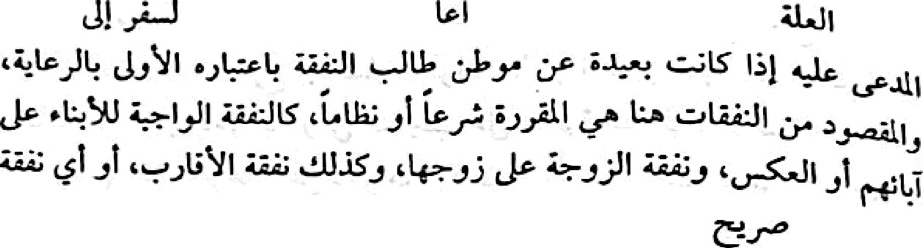 العلة لسفر إلى
المدعى عليه إذا كانت بعيدة عن موطن طالب النفقة باعتباره الأولى بالرعاية،
والمقصود من النفقات هنا هي المقررة شرعاً أو نظاماً، كالنفقة الواجبة للأبناء على
آبائهم أو العكس، ونفقة الزوجة على زوجها، وكذلك نفقة الأقارب، أو أي نفقة
صريح